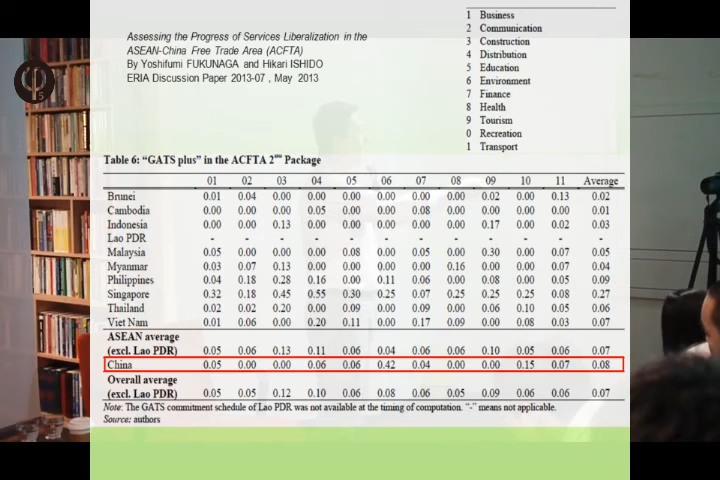 Assessing the Progress of Services Liberalization in the
ASEAN-China Free Trade Area (ACFTA)
By Yoshifumi FUKUNAGA and Hikari ISHIDO
ERIA Discussion Paper 2013-07 , May 2013
1 Business
2 Communication
3 Construction
4 Distribution
5 Education
6 Environment
7 Finance
8 Health
9 Tourism
0 Recreation
1 Transport
Table 6: “GATS plus” in the ACFTA 2nd Package
01 02 03 04 05 06 07 08 09 10 11 Average
Brunei 0.01 0.04 0.00 0.00 0.00 0.00 0.00 0.00 0.02 0.00 0.13 0.02
Cambodia 0.00 0.00 0.00 0.05 0.00 0.00 0.08 0.00 0.00 0.00 0.00 0.01
Indonesia 0.00 0.00 0.13 0.00 0.00 0.00 0.00 0.00 0.17 0.00 0.02 0.03
Lao PDR - - - - - - - - - - - -
Malaysia 0.05 0.00 0.00 0.00 0.08 0.00 0.05 0.00 0.30 0.00 0.07 0.05
Myanmar 0.03 0.07 0.13 0.00 0.00 0.00 0.00 0.16 0.00 0.00 0.07 0.04
Philippines 0.04 0.18 0.28 0.16 0.00 0.11 0.06 0.00 0.08 0.00 0.05 0.09
Singapore 0.32 0.18 0.45 0.55 0.30 0.25 0.07 0.25 0.25 0.25 0.08 0.27
Thailand 0.02 0.02 0.20 0.00 0.09 0.00 0.09 0.00 0.06 0.10 0.05 0.06
Viet Nam 0.01 0.06 0.00 0.20 0.11 0.00 0.17 0.09 0.00 0.08 0.03 0.07
ASEAN average
(excl. Lao PDR) 0.05 0.06 0.13 0.11 0.06 0.04 0.06 0.06 0.10 0.05 0.06 0.07
China 0.05 0.00 0.00 0.06 0.06 0.42 0.04 0.00 0.00 0.15 0.07 0.08
Overall average
(excl. Lao PDR) 0.05 0.05 0.12 0.10 0.06 0.08 0.06 0.05 0.09 0.06 0.06 0.07
Note: The GATS commitment schedule of Lao PDR was not available at the timing of computation. “-” means not applicable.
Source: authors